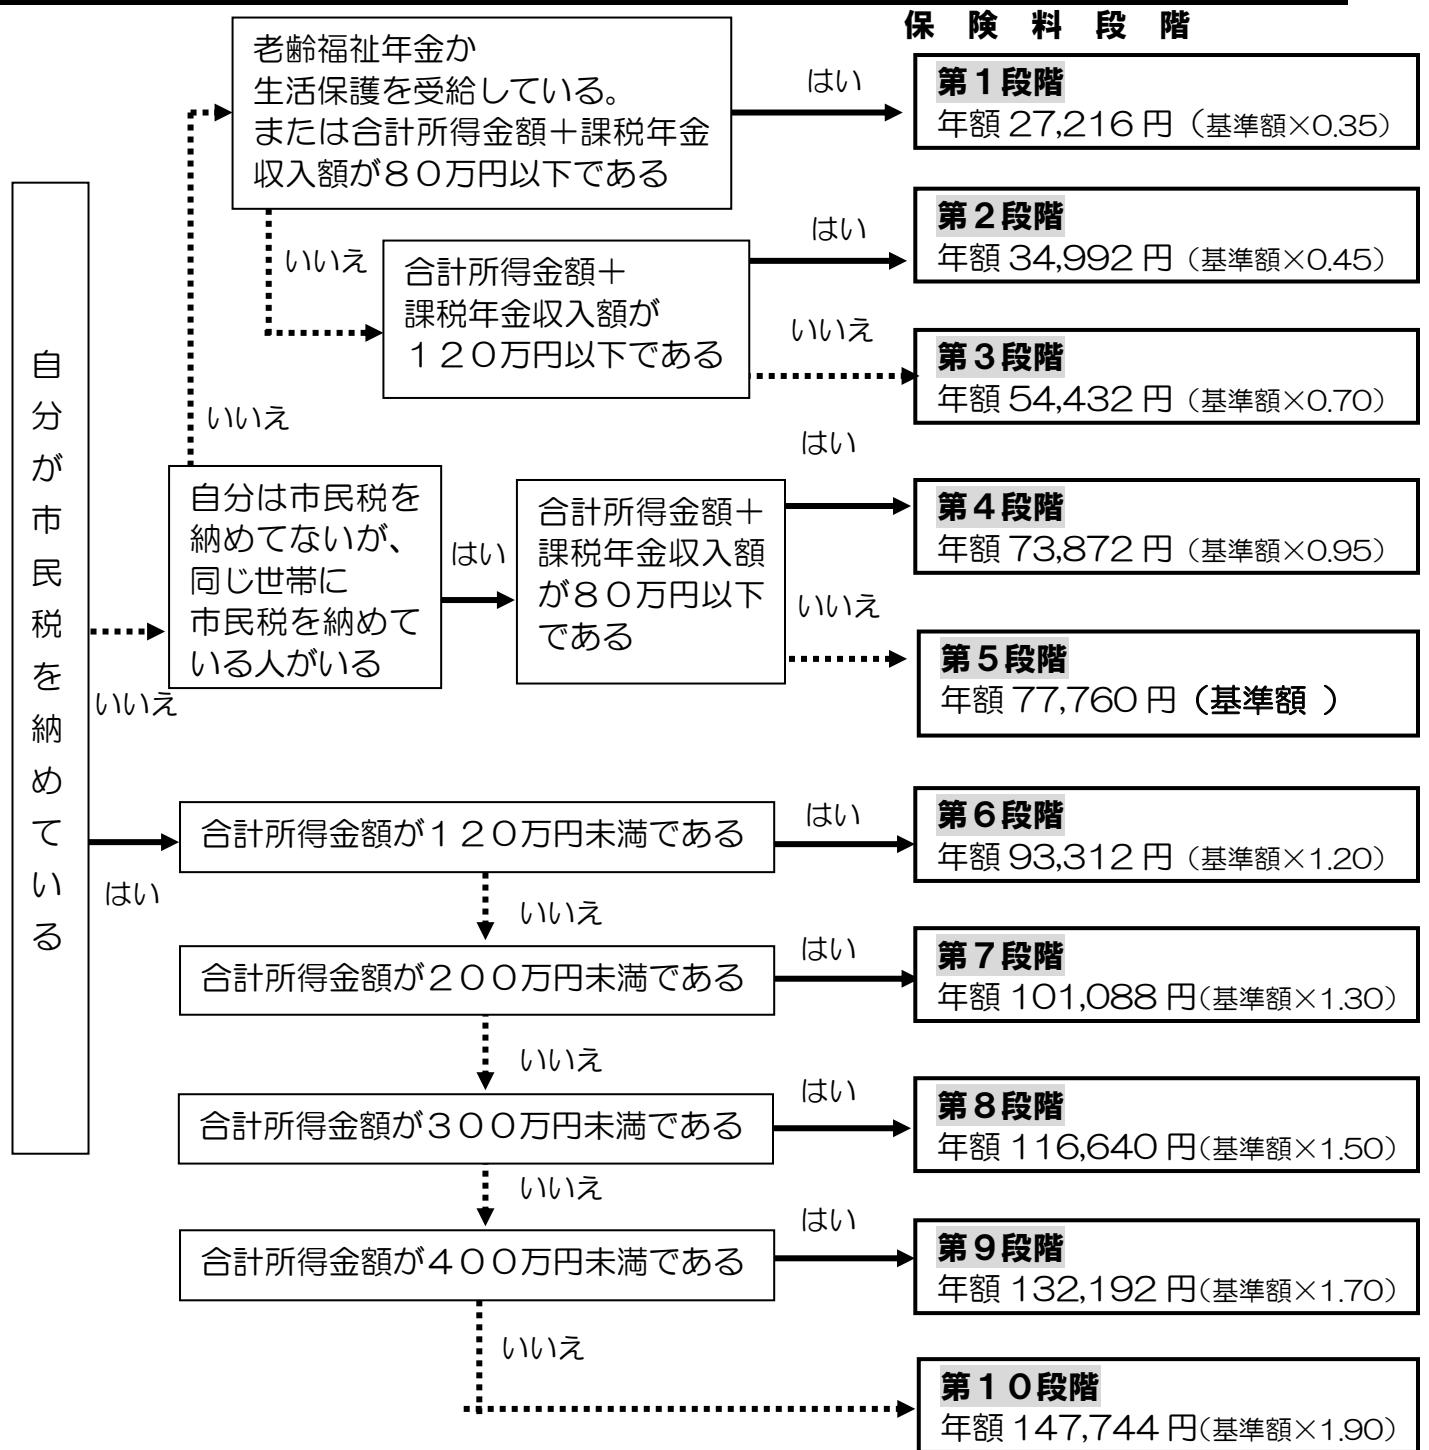 保険料段階
老齢福祉年金か
生活保護を受給している。
または合計所得金額＋課税年金
収入額が８０万円以下である
はい
第１段階
年額 27,216 円（基準額×0.35）
いいえ
合計所得金額＋
課税年金収入額が
１２０万円以下である
はい
第２段階
年額 34,992 円（基準額×0.45）
いいえ
第３段階
年額 54,432 円（基準額×0.70）
自分が市民税を納めている
いいえ
いいえ
自分は市民税を
納めてないが、
同じ世帯に
市民税を納めて
いる人がいる
はい
合計所得金額＋
課税年金収入額
が８０万円以下
である
はい
第４段階
年額 73,872 円（基準額×0.95）
いいえ
第５段階
年額 77,760 円（基準額 ）
はい
合計所得金額が１２０万円未満である
はい
第６段階
年額 93,312 円（基準額×1.20）
いいえ
合計所得金額が２００万円未満である
はい
第７段階
年額 101,088 円（基準額×1.30）
いいえ
合計所得金額が３００万円未満である
はい
第８段階
年額 116,640 円（基準額×1.50）
いいえ
合計所得金額が４００万円未満である
はい
第９段階
年額 132,192 円（基準額×1.70）
いいえ
第１０段階
年額 147,744 円（基準額×1.90）